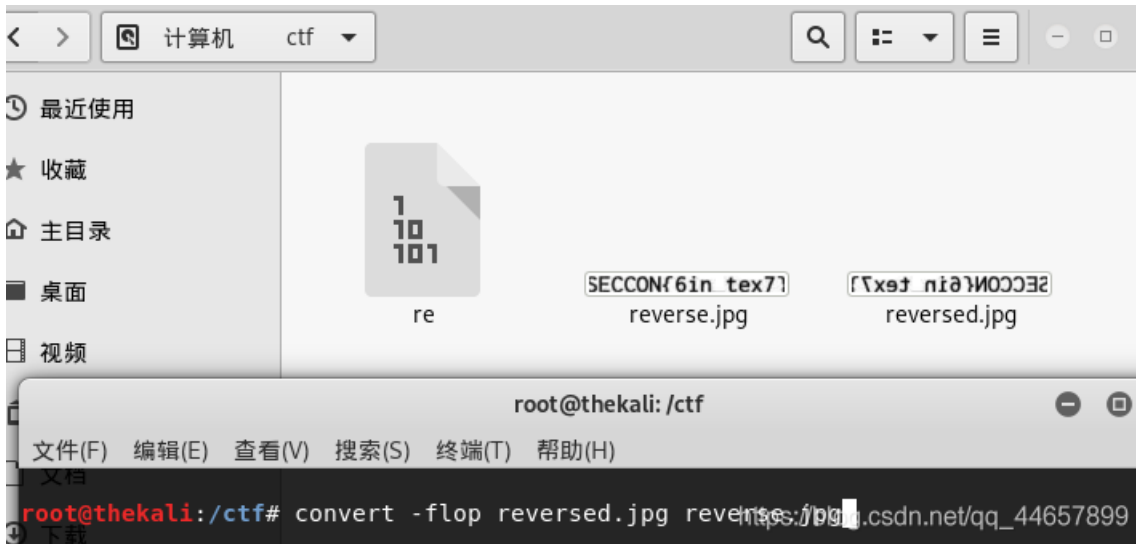 计算机 ctf
最近使用
收藏
主目录
桌面
视频
1
10
101
SECCON{6in_tex7}
re
reverse.jpg
reversed.jpg
root@thekali: /ctf
文件(F) 编辑(E) 查看(V) 搜索(S) 终端(T) 帮助(H)
文档
root@thekali:/ctf# convert -flop reversed.jpg reverse.jpg
https://blog.csdn.net/qq_44657899
下载